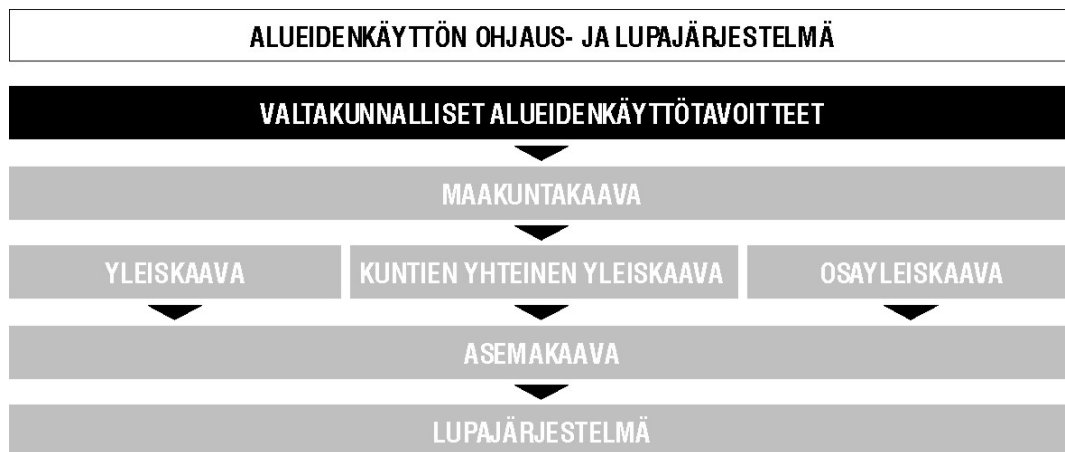 ALUEIDENKÄYTTÖN OHJAUS- JA LUPAJÄRJESTELMÄ
VALTAKUNNALLISET ALUEIDENKÄYTTÖTAVOITTEET
MAAKUNTAKAAVA
YLEISKAAVA KUNTIEN YHTEINEN YLEISKAAVA OSAYLEISKAAVA
ASEMAKAAVA
LUPAJÄRJESTELMÄ